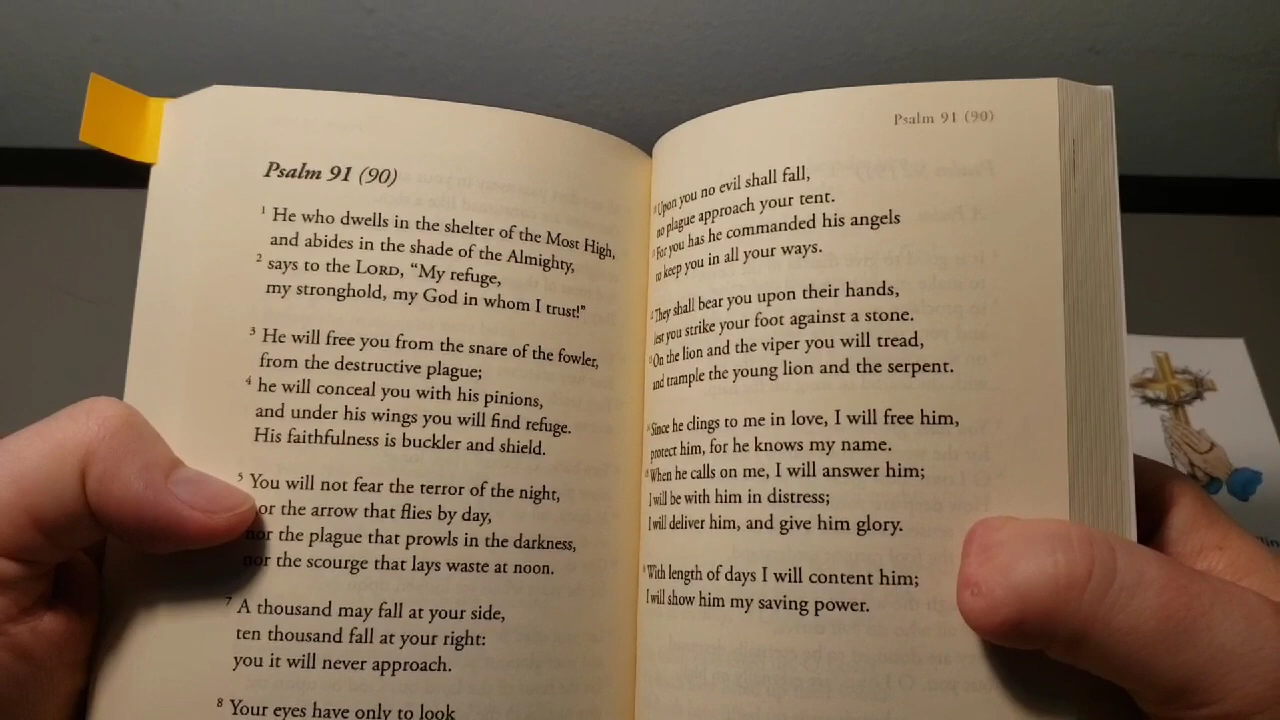 Psalm 91 (90)
1 He who dwells in the shelter of the Most High,
and abides in the shade of the Almighty,
2 says to the LORD, “My refuge,
my stronghold, my God in whom I trust!”
3 He will free you from the snare of the fowler,
from the destructive plague;
4 he will conceal you with his pinions,
and under his wings you will find refuge.
His faithfulness is buckler and shield.
5 You will not fear the terror of the night,
or the arrow that flies by day,
nor the plague that prowls in the darkness,
nor the scourge that lays waste at noon.
7 A thousand may fall at your side,
ten thousand fall at your right:
you it will never approach.
8 Your eyes have only to look
Psalm 91 (90)
Upon you no evil shall fall,
no plague approach your tent.
For you has he commanded his angels
to keep you in all your ways.
They shall bear you upon their hands,
lest you strike your foot against a stone.
On the lion and the viper you will tread,
and trample the young lion and the serpent.
Since he clings to me in love, I will free him,
protect him, for he knows my name.
When he calls on me, I will answer him;
I will be with him in distress;
I will deliver him, and give him glory.
With length of days I will content him;
I will show him my saving power.